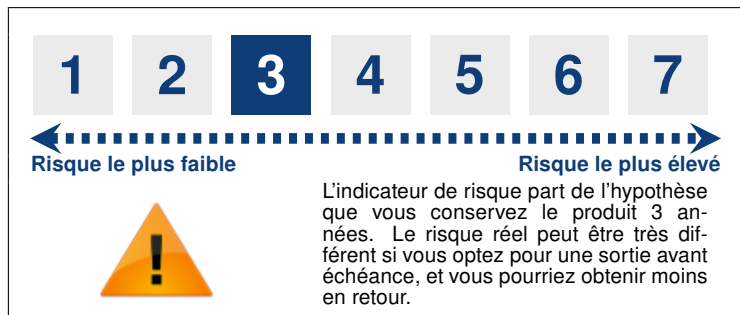 1 2 3 4 5 6 7
Risque le plus faible Risque le plus élevé
L'indicateur de risque part de l'hypothèse
que vous conservez le produit 3 an-
nées. Le risque réel peut être très dif-
férent si vous optez pour une sortie avant
échéance, et vous pourriez obtenir moins
en retour.